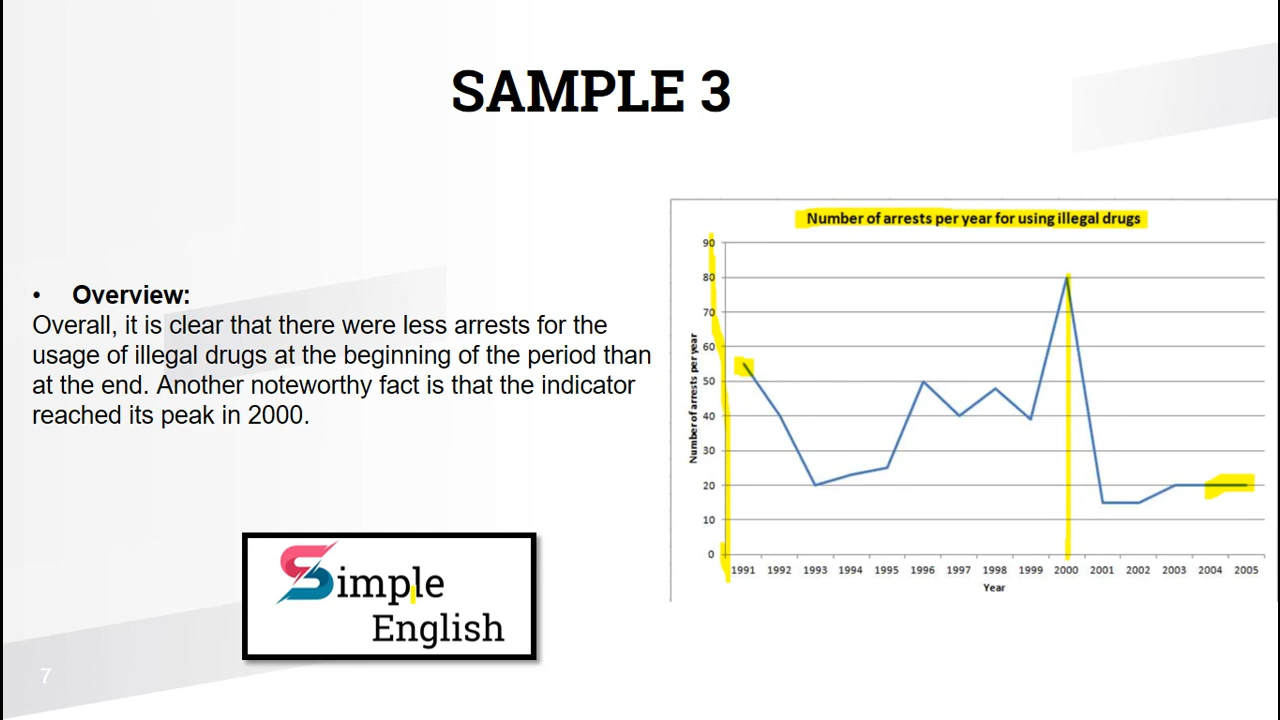 SAMPLE 3
• Overview:
Overall, it is clear that there were less arrests for the
usage of illegal drugs at the beginning of the period than
at the end. Another noteworthy fact is that the indicator
reached its peak in 2000.
Number of arrests per year for using illegal drugs
Number of arrests per year
90
80
70
60
50
40
30
20
10
0
1991 1992 1993 1994 1995 1996 1997 1998 1999 2000 2001 2002 2003 2004 2005
Year
Simple
English
7